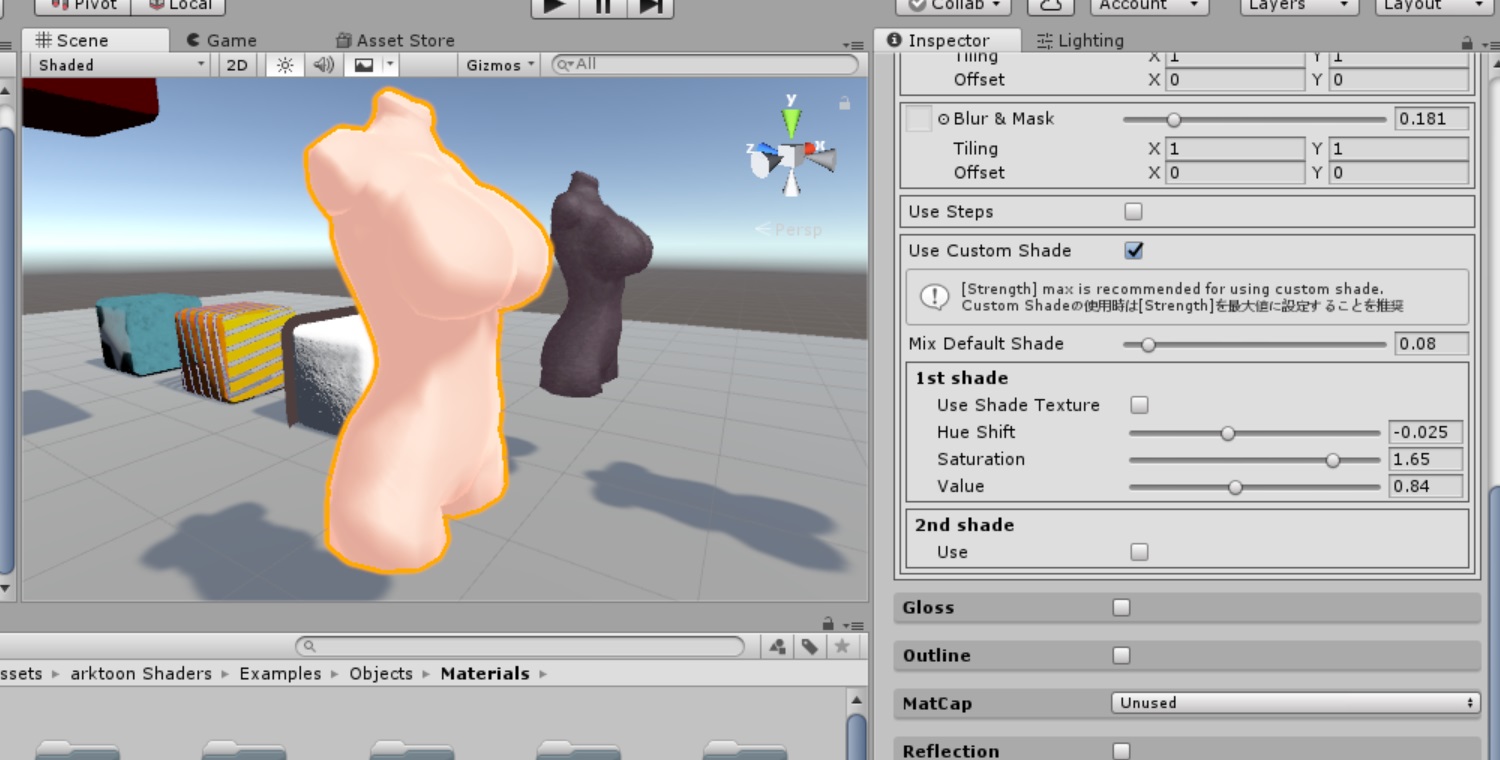 Pivot Local
Collab Account Layers Layout
Scene Game Asset Store
Shaded 2D Gizmos All
y
z x
Persp
Inspector Lighting
Tiling X 1 Y 1
Offset X 0 Y 0
Blur & Mask 0.181
Tiling X 1 Y 1
Offset X 0 Y 0
Use Steps
Use Custom Shade
[Strength] max is recommended for using custom shade.
Custom Shadeの使用時は[Strength]を最大値に設定することを推奨
Mix Default Shade 0.08
1st shade
Use Shade Texture
Hue Shift -0.025
Saturation 1.65
Value 0.84
2nd shade
Use
Gloss
Outline
MatCap Unused
Reflection
ssets ▸ arktoon Shaders ▸ Examples ▸ Objects ▸ Materials ▸